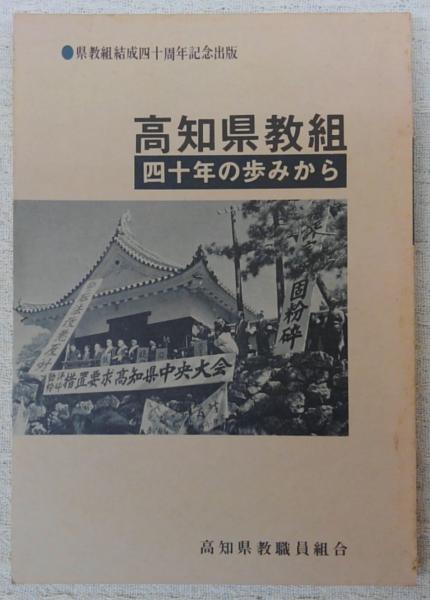 ●県教組結成四十周年記念出版
高知県教組
四十年の歩みから
固粉砕
措置要求高知県中央大会
高知県教職員組合